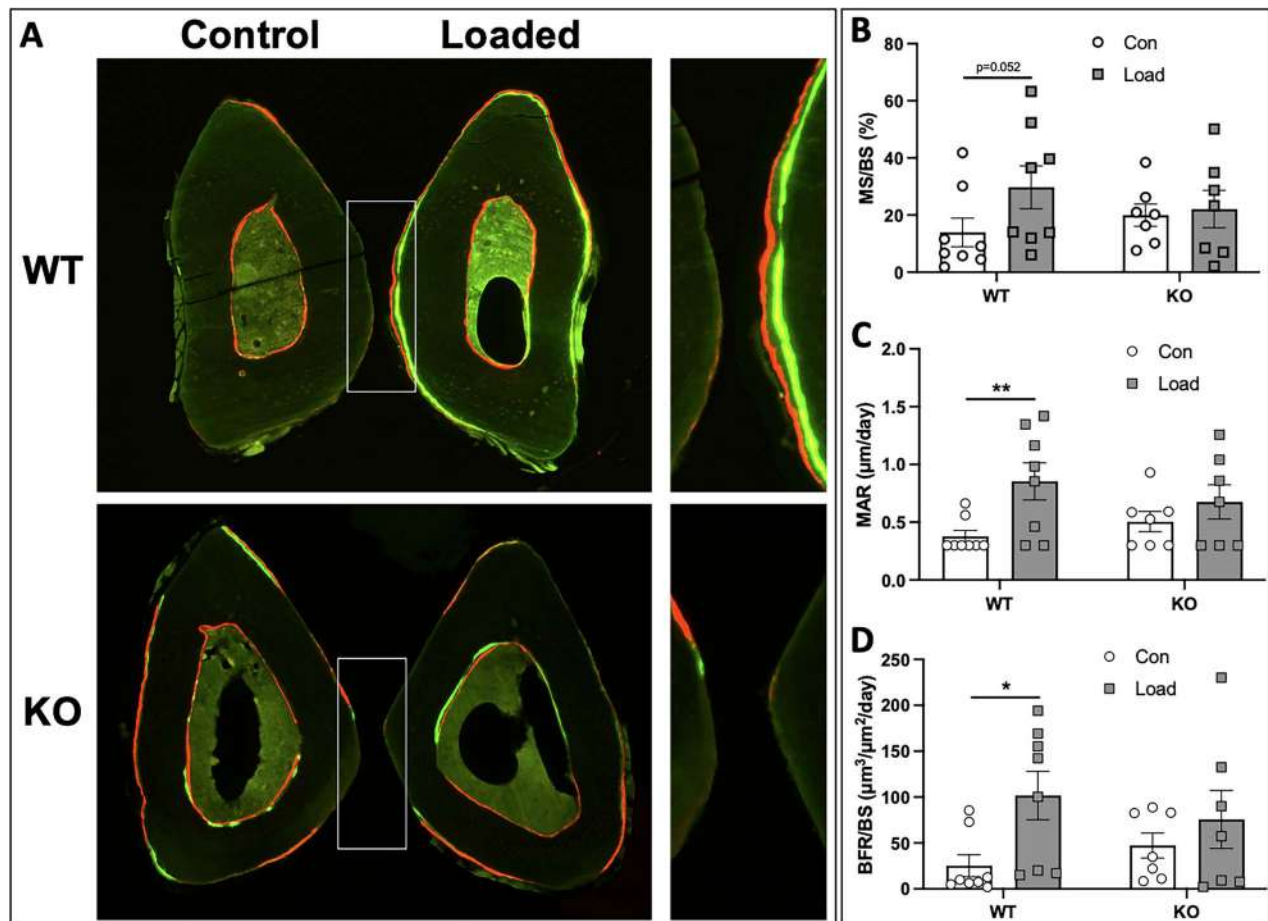 A
Control Loaded
WT
KO
B
80
60
40
20
0
MS/BS (%)
Con
Load
p=0.052
WT KO
C
2.0
1.5
1.0
0.5
0.0
MAR (µm/day)
Con
Load
**
WT KO
D
250
200
150
100
50
0
BFR/BS (µm³/µm²/day)
Con
Load
*
WT KO